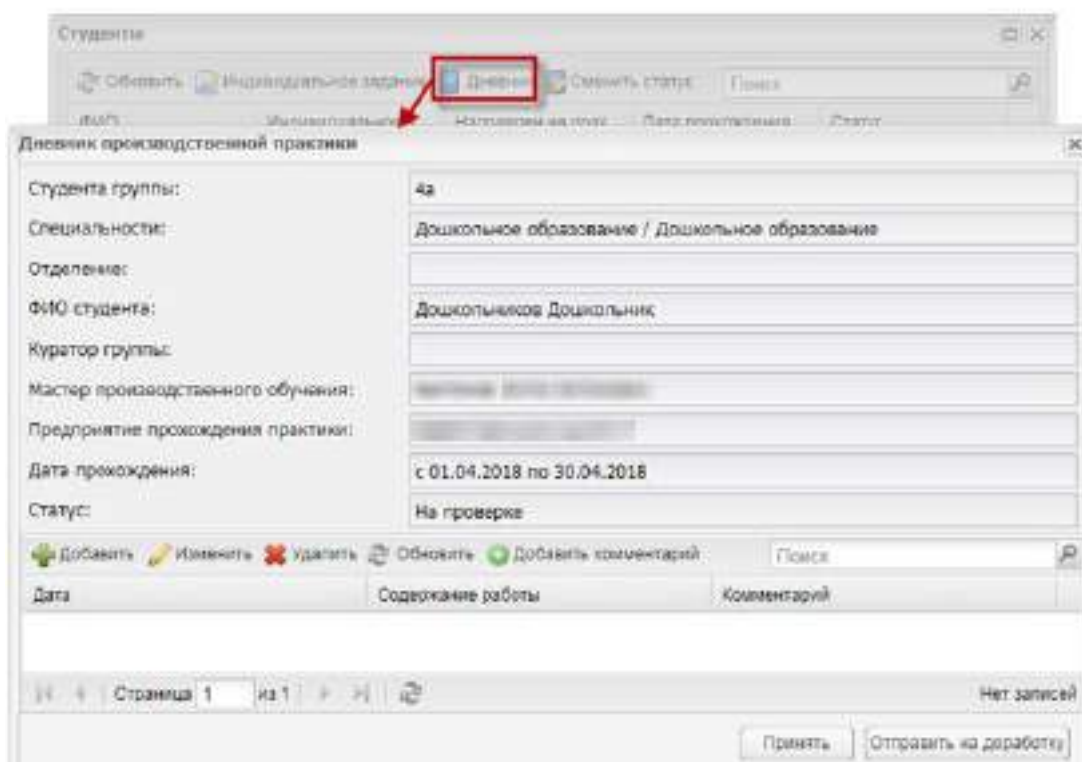 Студенты
Обновить Индивидуальное задание Дневник Сменить статус Поиск
ФИО Индивидуальное Направлен на практ Дата прохождения Статус
Дневник производственной практики
Студента группы: 4а
Специальности: Дошкольное образование / Дошкольное образование
Отделение:
ФИО студента: Дошкольников Дошкольник
Куратор группы:
Мастер производственного обучения:
Предприятие прохождения практики:
Дата прохождения: с 01.04.2018 по 30.04.2018
Статус: На проверке
Добавить Изменить Удалить Обновить Добавить комментарий Поиск
Дата Содержание работы Комментарий
Страница 1 из 1 Нет записей
Принять Отправить на доработку